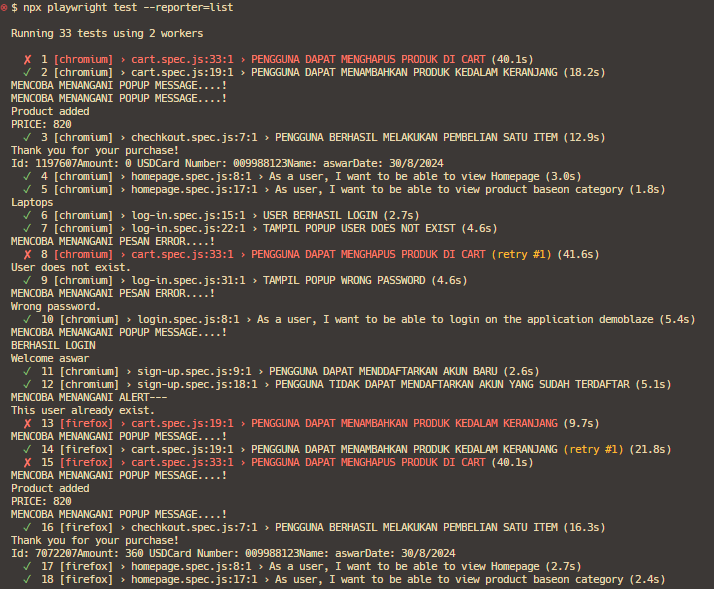 $ npx playwright test --reporter=list
Running 33 tests using 2 workers
✘ 1 [chromium] › cart.spec.js:33:1 › PENGGUNA DAPAT MENGHAPUS PRODUK DI CART (40.1s)
✓ 2 [chromium] › cart.spec.js:19:1 › PENGGUNA DAPAT MENAMBAHKAN PRODUK KEDALAM KERANJANG (18.2s)
MENCOBA MENANGANI POPUP MESSAGE....!
MENCOBA MENANGANI POPUP MESSAGE....!
Product added
PRICE: 820
✓ 3 [chromium] › chechkout.spec.js:7:1 › PENGGUNA BERHASIL MELAKUKAN PEMBELIAN SATU ITEM (12.9s)
Thank you for your purchase!
Id: 1197607Amount: 0 USDCard Number: 009988123Name: aswarDate: 30/8/2024
✓ 4 [chromium] › homepage.spec.js:8:1 › As a user, I want to be able to view Homepage (3.0s)
✓ 5 [chromium] › homepage.spec.js:17:1 › As user, I want to be able to view product baseon category (1.8s)
Laptops
✓ 6 [chromium] › log-in.spec.js:15:1 › USER BERHASIL LOGIN (2.7s)
✓ 7 [chromium] › log-in.spec.js:22:1 › TAMPIL POPUP USER DOES NOT EXIST (4.6s)
MENCOBA MENANGANI PESAN ERROR....!
✘ 8 [chromium] › cart.spec.js:33:1 › PENGGUNA DAPAT MENGHAPUS PRODUK DI CART (retry #1) (41.6s)
User does not exist.
✓ 9 [chromium] › log-in.spec.js:31:1 › TAMPIL POPUP WRONG PASSWORD (4.6s)
MENCOBA MENANGANI PESAN ERROR....!
Wrong password.
✓ 10 [chromium] › login.spec.js:8:1 › As a user, I want to be able to login on the application demoblaze (5.4s)
MENCOBA MENANGANI POPUP MESSAGE....!
BERHASIL LOGIN
Welcome aswar
✓ 11 [chromium] › sign-up.spec.js:9:1 › PENGGUNA DAPAT MENDDAFTARKAN AKUN BARU (2.6s)
✓ 12 [chromium] › sign-up.spec.js:18:1 › PENGGUNA TIDAK DAPAT MENDAFTARKAN AKUN YANG SUDAH TERDAFTAR (5.1s)
MENCOBA MENANGANI ALERT---
This user already exist.
✘ 13 [firefox] › cart.spec.js:19:1 › PENGGUNA DAPAT MENAMBAHKAN PRODUK KEDALAM KERANJANG (9.7s)
MENCOBA MENANGANI POPUP MESSAGE....!
✓ 14 [firefox] › cart.spec.js:19:1 › PENGGUNA DAPAT MENAMBAHKAN PRODUK KEDALAM KERANJANG (retry #1) (21.8s)
✘ 15 [firefox] › cart.spec.js:33:1 › PENGGUNA DAPAT MENGHAPUS PRODUK DI CART (40.1s)
MENCOBA MENANGANI POPUP MESSAGE....!
Product added
PRICE: 820
MENCOBA MENANGANI POPUP MESSAGE....!
✓ 16 [firefox] › chechkout.spec.js:7:1 › PENGGUNA BERHASIL MELAKUKAN PEMBELIAN SATU ITEM (16.3s)
Thank you for your purchase!
Id: 7072207Amount: 360 USDCard Number: 009988123Name: aswarDate: 30/8/2024
✓ 17 [firefox] › homepage.spec.js:8:1 › As a user, I want to be able to view Homepage (2.7s)
✓ 18 [firefox] › homepage.spec.js:17:1 › As user, I want to be able to view product baseon category (2.4s)